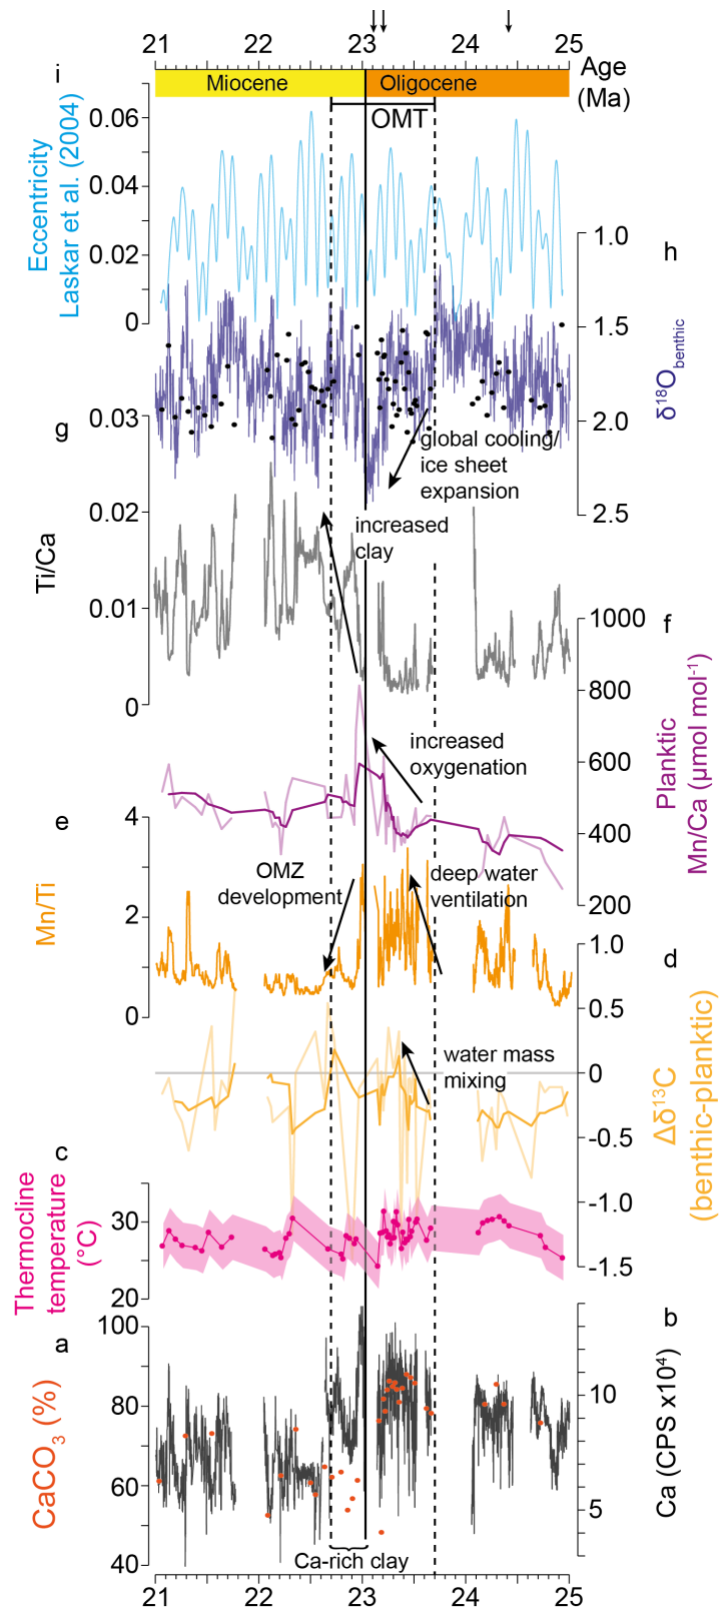 21 22 23 24 25
Age
(Ma)
i
Miocene
Oligocene
OMT
Eccentricity
Laskar et al. (2004)
0.06
0.04
0.02
0
h
1.0
1.5
2.0
2.5
δ18Obenthic
g
0.03
0.02
0.01
0
Ti/Ca
global cooling/
ice sheet
expansion
increased
clay
f
1000
800
600
400
200
Planktic
Mn/Ca (μmol mol-1)
increased
oxygenation
e
4
2
0
Mn/Ti
OMZ
development
deep water
ventilation
d
1.0
0.5
0
-0.5
-1.0
-1.5
Δδ13C
(benthic-planktic)
water mass
mixing
c
Thermocline
temperature
(°C)
30
20
a
100
80
60
40
CaCO3 (%)
b
10
5
Ca (CPS x104)
Ca-rich clay
21 22 23 24 25